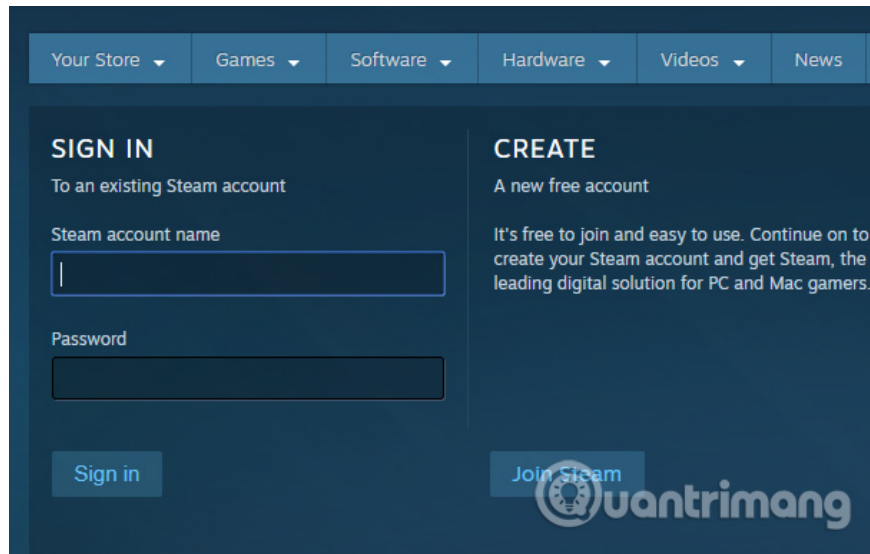 Your Store Games Software Hardware Videos News
SIGN IN
To an existing Steam account
Steam account name
Password
Sign in
CREATE
A new free account
It's free to join and easy to use. Continue on to
create your Steam account and get Steam, the
leading digital solution for PC and Mac gamers.
Join Steam
Quantrimang